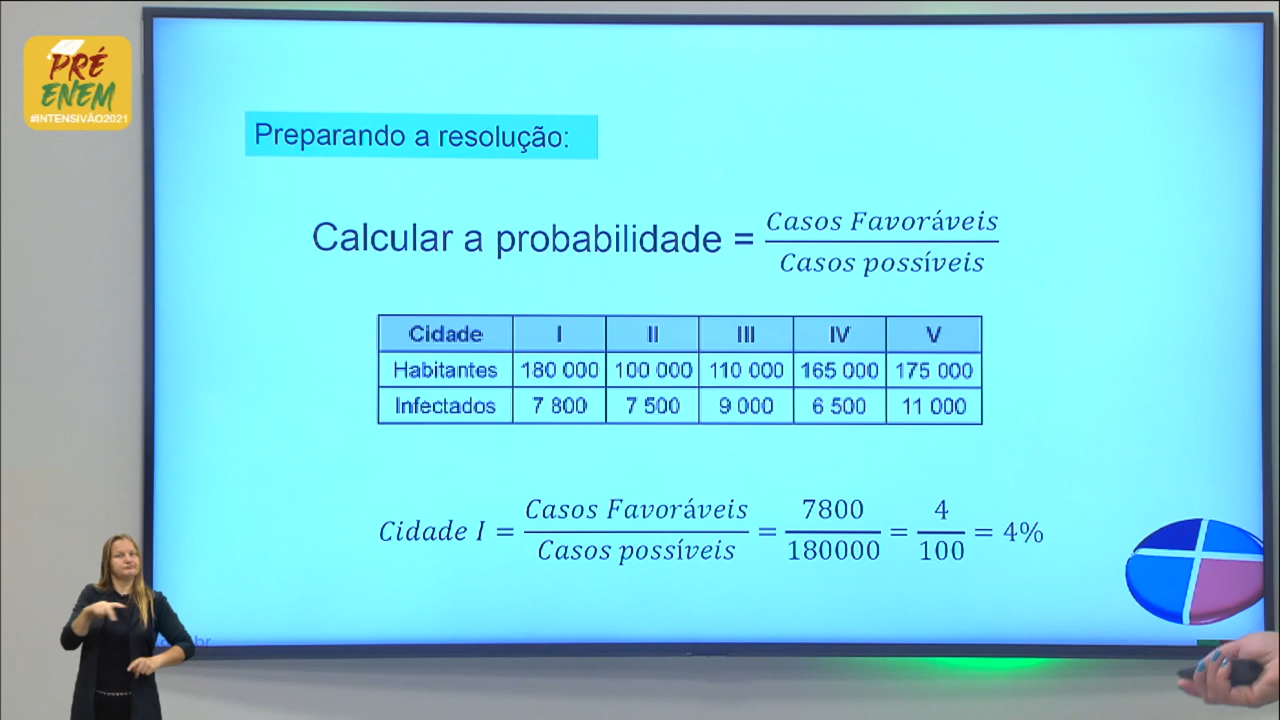 PRÉ
ENEM
#INTENSIVÃO2021
Preparando a resolução:
Calcular a probabilidade = Casos Favoráveis / Casos possíveis
Cidade I II III IV V
Habitantes 180 000 100 000 110 000 165 000 175 000
Infectados 7 800 7 500 9 000 6 500 11 000
Cidade I = Casos Favoráveis / Casos possíveis = 7800 / 180000 = 4 / 100 = 4%